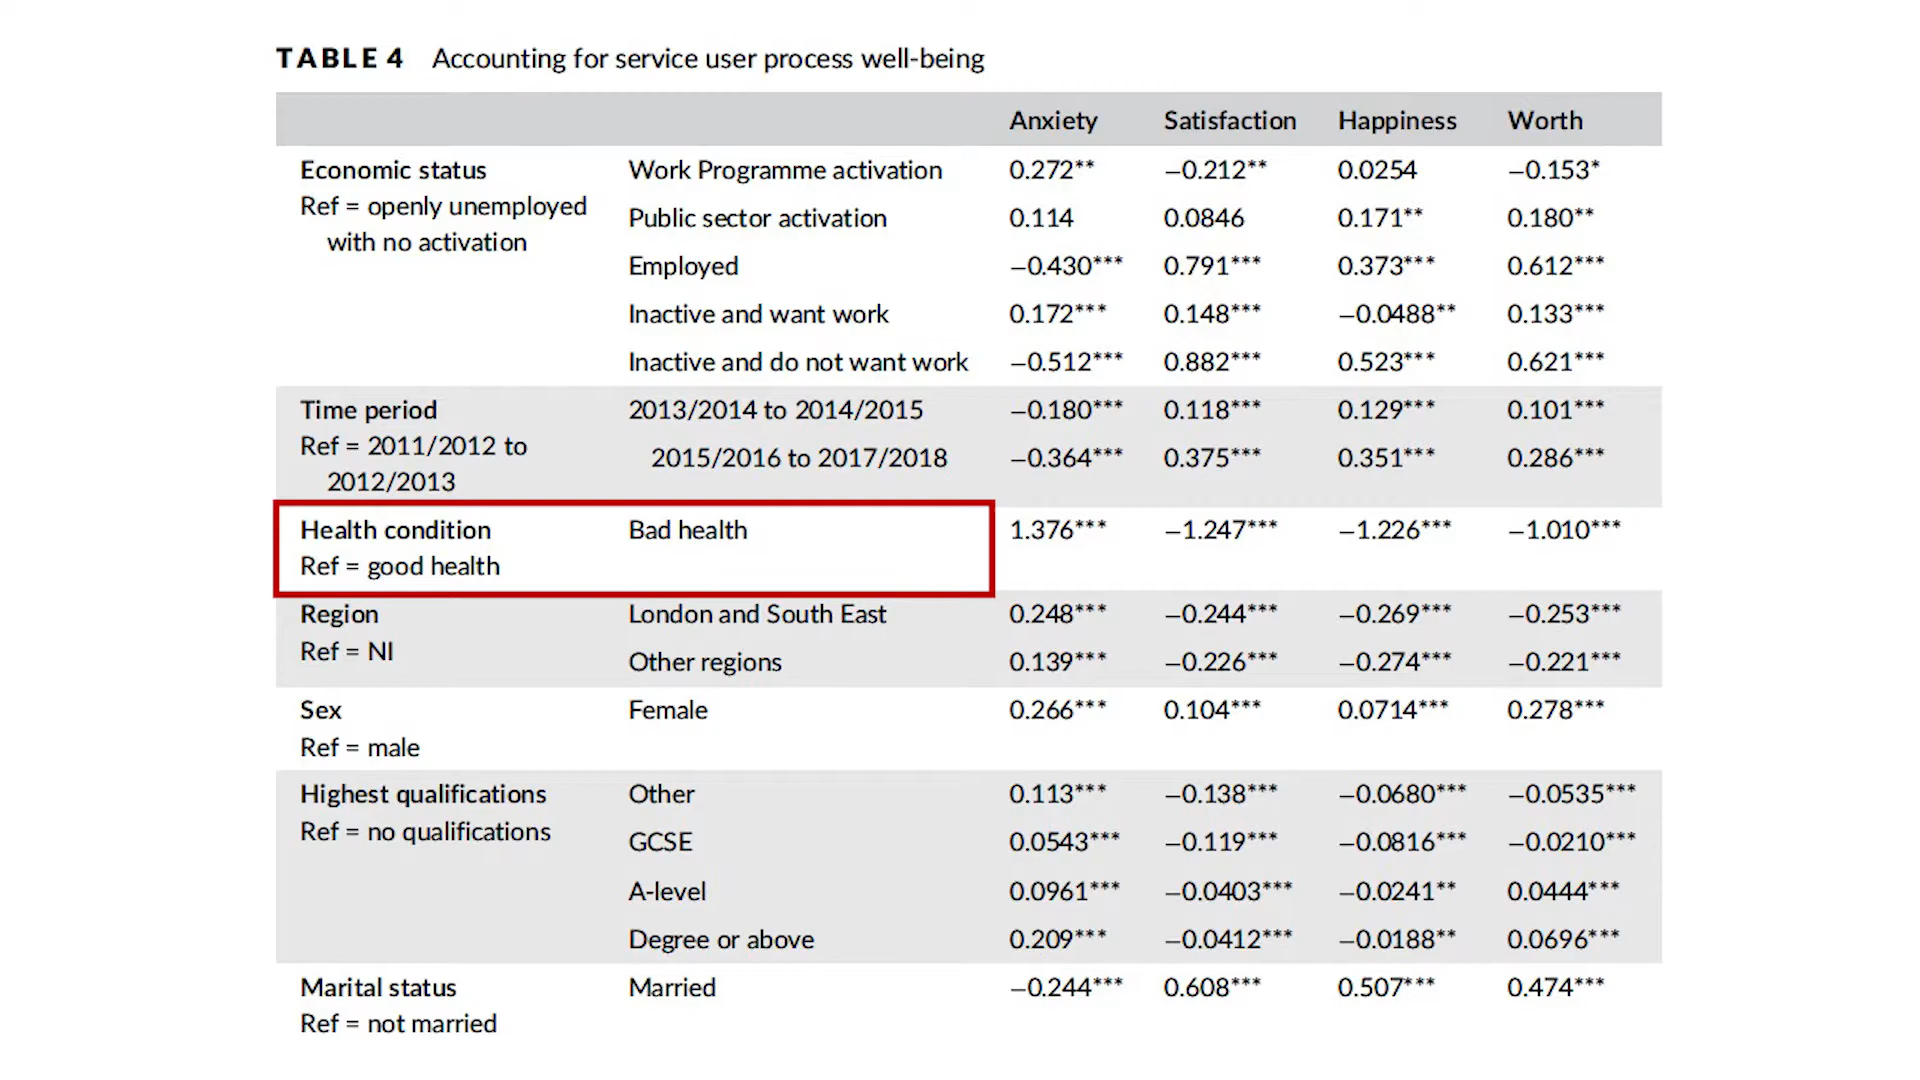 TABLE 4 Accounting for service user process well-being
Anxiety Satisfaction Happiness Worth
Economic status Work Programme activation 0.272** −0.212** 0.0254 −0.153*
Ref = openly unemployed
with no activation
Public sector activation 0.114 0.0846 0.171** 0.180**
Employed −0.430*** 0.791*** 0.373*** 0.612***
Inactive and want work 0.172*** 0.148*** −0.0488** 0.133***
Inactive and do not want work −0.512*** 0.882*** 0.523*** 0.621***
Time period 2013/2014 to 2014/2015 −0.180*** 0.118*** 0.129*** 0.101***
Ref = 2011/2012 to
2012/2013
2015/2016 to 2017/2018 −0.364*** 0.375*** 0.351*** 0.286***
Health condition Bad health 1.376*** −1.247*** −1.226*** −1.010***
Ref = good health
Region London and South East 0.248*** −0.244*** −0.269*** −0.253***
Ref = NI
Other regions 0.139*** −0.226*** −0.274*** −0.221***
Sex Female 0.266*** 0.104*** 0.0714*** 0.278***
Ref = male
Highest qualifications Other 0.113*** −0.138*** −0.0680*** −0.0535***
Ref = no qualifications
GCSE 0.0543*** −0.119*** −0.0816*** −0.0210***
A-level 0.0961*** −0.0403*** −0.0241** 0.0444***
Degree or above 0.209*** −0.0412*** −0.0188** 0.0696***
Marital status Married −0.244*** 0.608*** 0.507*** 0.474***
Ref = not married